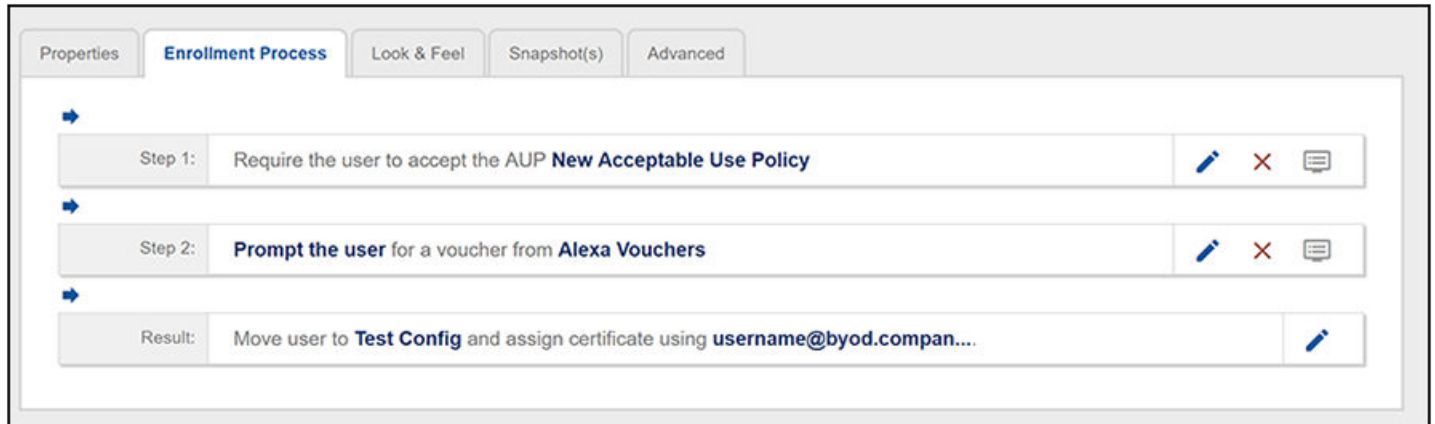 Properties Enrollment Process Look & Feel Snapshot(s) Advanced
Step 1: Require the user to accept the AUP New Acceptable Use Policy
Step 2: Prompt the user for a voucher from Alexa Vouchers
Result: Move user to Test Config and assign certificate using username@byod.compan....